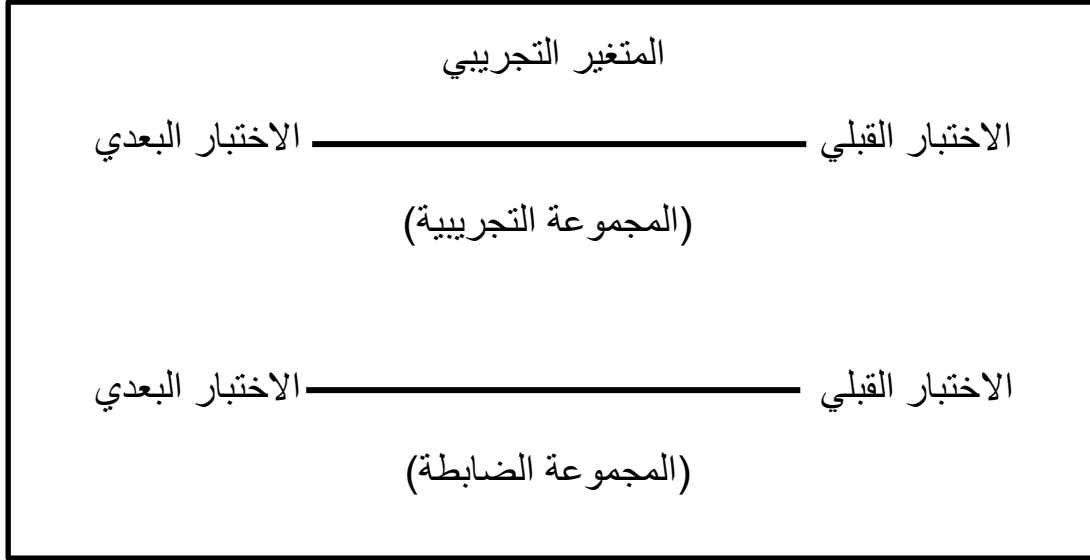 المتغير التجريبي
الاختبار القبلي الاختبار البعدي
(المجموعة التجريبية)
الاختبار القبلي الاختبار البعدي
(المجموعة الضابطة)